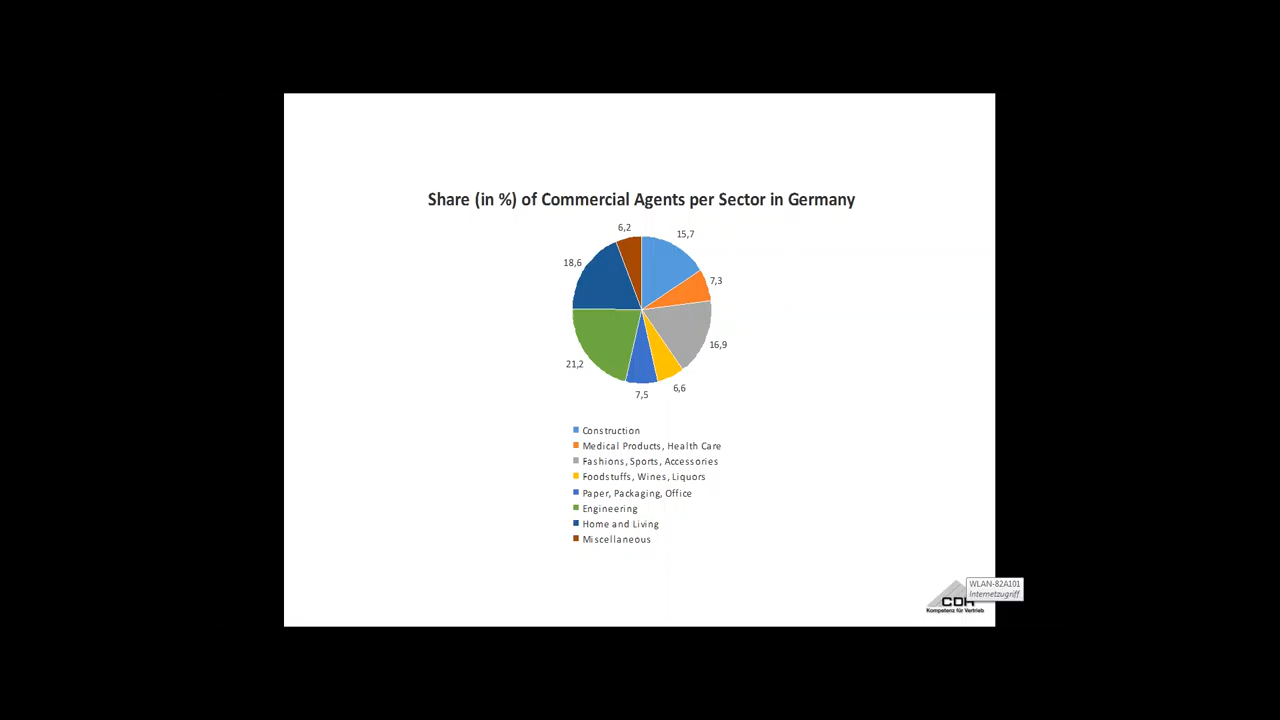 Share (in %) of Commercial Agents per Sector in Germany
6,2
15,7
18,6
7,3
16,9
21,2
6,6
7,5
Construction
Medical Products, Health Care
Fashions, Sports, Accessories
Foodstuffs, Wines, Liquors
Paper, Packaging, Office
Engineering
Home and Living
Miscellaneous
WLAN-82A101
Internetzugriff
CDH
Kompetenz für Vertrieb